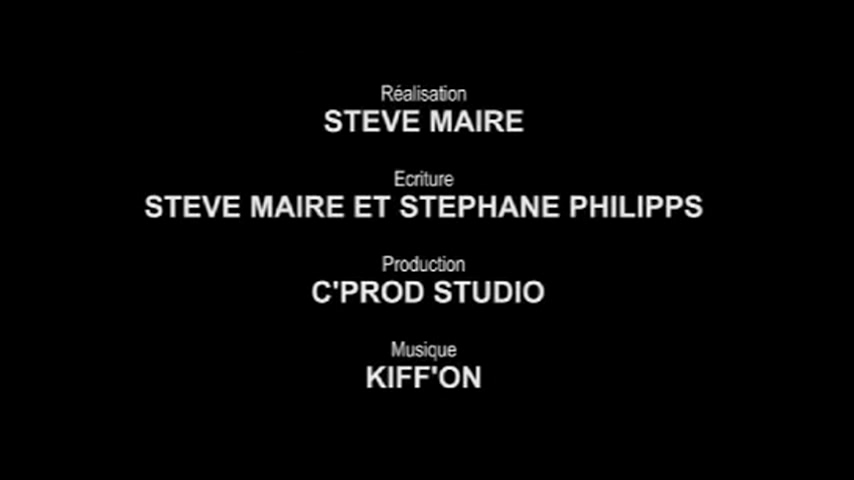 Réalisation
STEVE MAIRE
Ecriture
STEVE MAIRE ET STEPHANE PHILIPPS
Production
C'PROD STUDIO
Musique
KIFF'ON